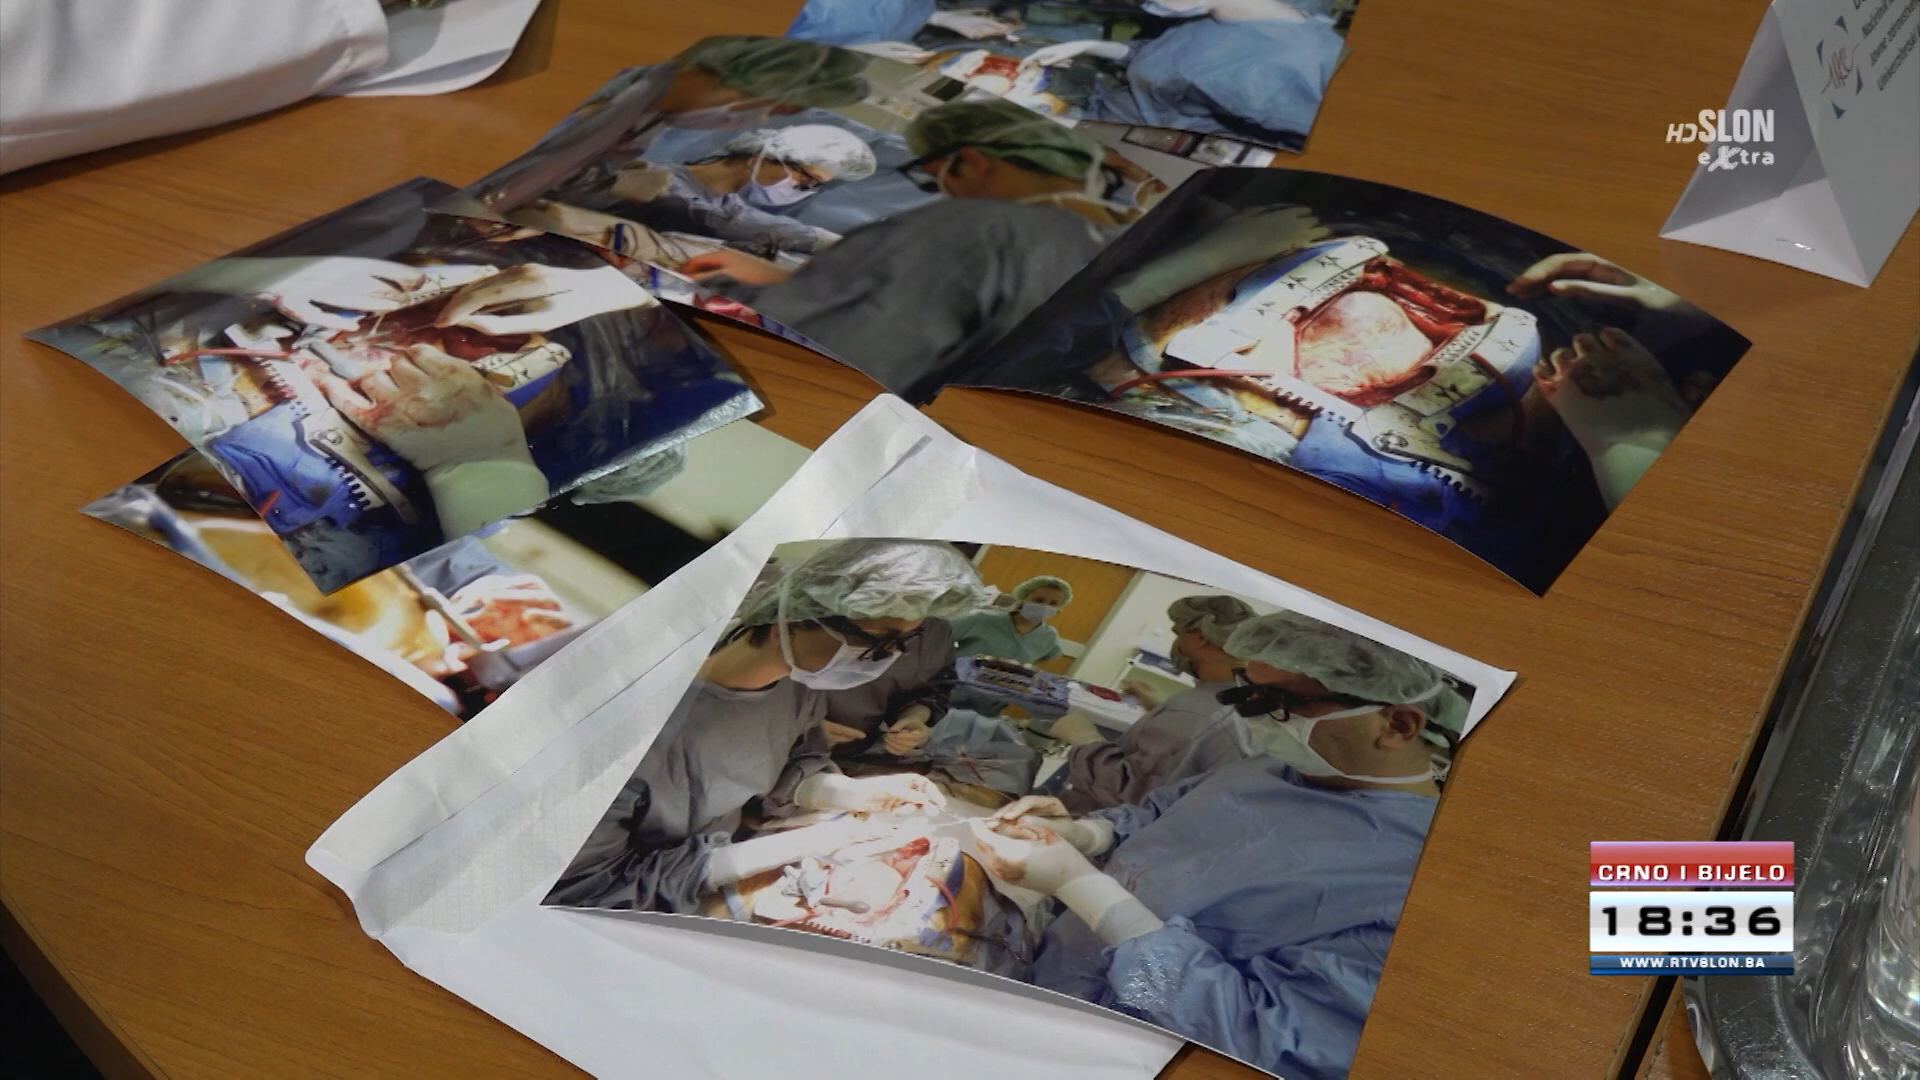 HD SLON
eXtra
CRNO I BIJELO
18:36
WWW.RTVSLON.BA